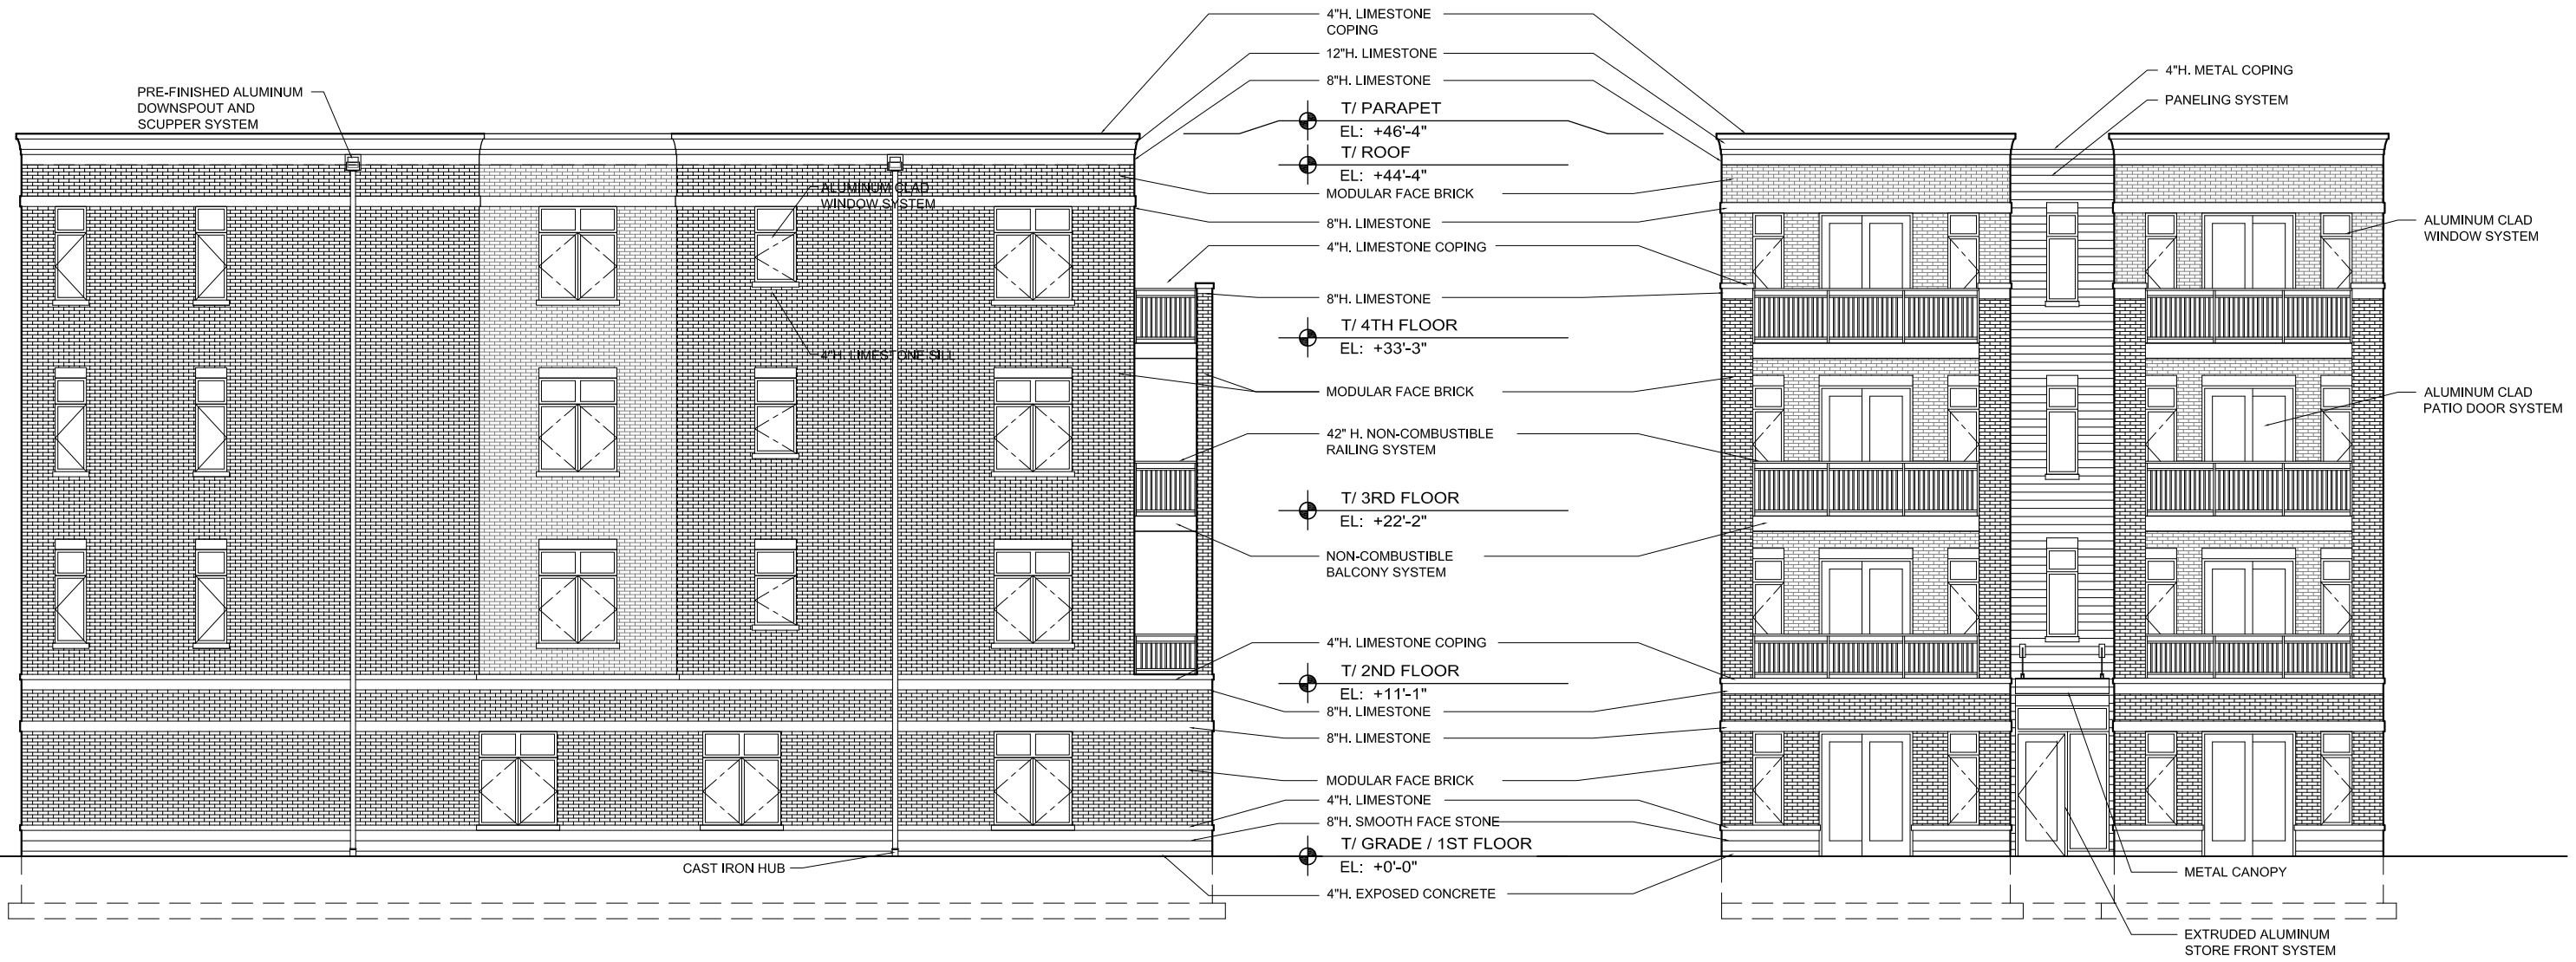 PRE-FINISHED ALUMINUM
DOWNSPOUT AND
SCUPPER SYSTEM
ALUMINUM CLAD
WINDOW SYSTEM
4"H. LIMESTONE SILL
CAST IRON HUB
4"H. LIMESTONE
COPING
12"H. LIMESTONE
8"H. LIMESTONE
T/ PARAPET
EL: +46'-4"
T/ ROOF
EL: +44'-4"
MODULAR FACE BRICK
8"H. LIMESTONE
4"H. LIMESTONE COPING
8"H. LIMESTONE
T/ 4TH FLOOR
EL: +33'-3"
MODULAR FACE BRICK
42" H. NON-COMBUSTIBLE
RAILING SYSTEM
T/ 3RD FLOOR
EL: +22'-2"
NON-COMBUSTIBLE
BALCONY SYSTEM
4"H. LIMESTONE COPING
T/ 2ND FLOOR
EL: +11'-1"
8"H. LIMESTONE
8"H. LIMESTONE
MODULAR FACE BRICK
4"H. LIMESTONE
8"H. SMOOTH FACE STONE
T/ GRADE / 1ST FLOOR
EL: +0'-0"
4"H. EXPOSED CONCRETE
4"H. METAL COPING
PANELING SYSTEM
ALUMINUM CLAD
WINDOW SYSTEM
ALUMINUM CLAD
PATIO DOOR SYSTEM
METAL CANOPY
EXTRUDED ALUMINUM
STORE FRONT SYSTEM